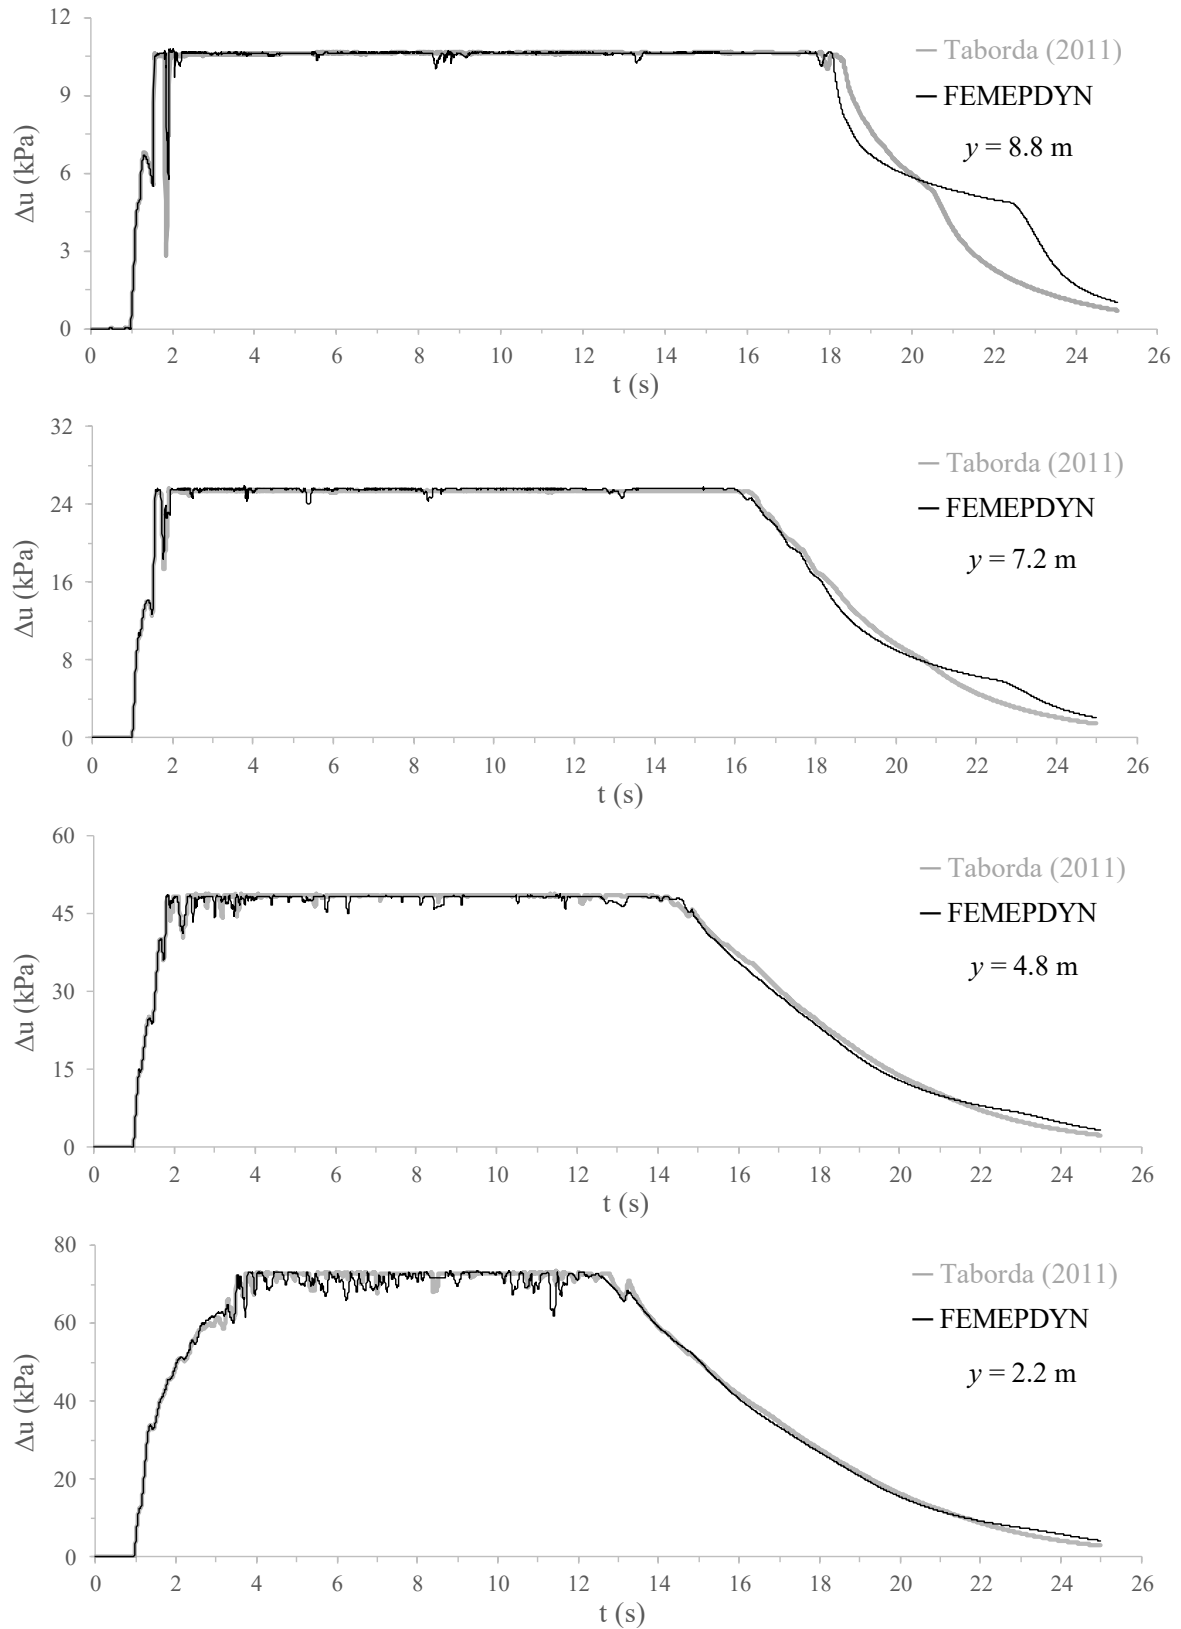 12
9
6
3
0
Δu (kPa)
Taborda (2011)
FEMEPDYN
y = 8.8 m
0 2 4 6 8 10 12 14 16 18 20 22 24 26
t (s)
32
24
16
8
0
Δu (kPa)
Taborda (2011)
FEMEPDYN
y = 7.2 m
0 2 4 6 8 10 12 14 16 18 20 22 24 26
t (s)
60
45
30
15
0
Δu (kPa)
Taborda (2011)
FEMEPDYN
y = 4.8 m
0 2 4 6 8 10 12 14 16 18 20 22 24 26
t (s)
80
60
40
20
0
Δu (kPa)
Taborda (2011)
FEMEPDYN
y = 2.2 m
0 2 4 6 8 10 12 14 16 18 20 22 24 26
t (s)